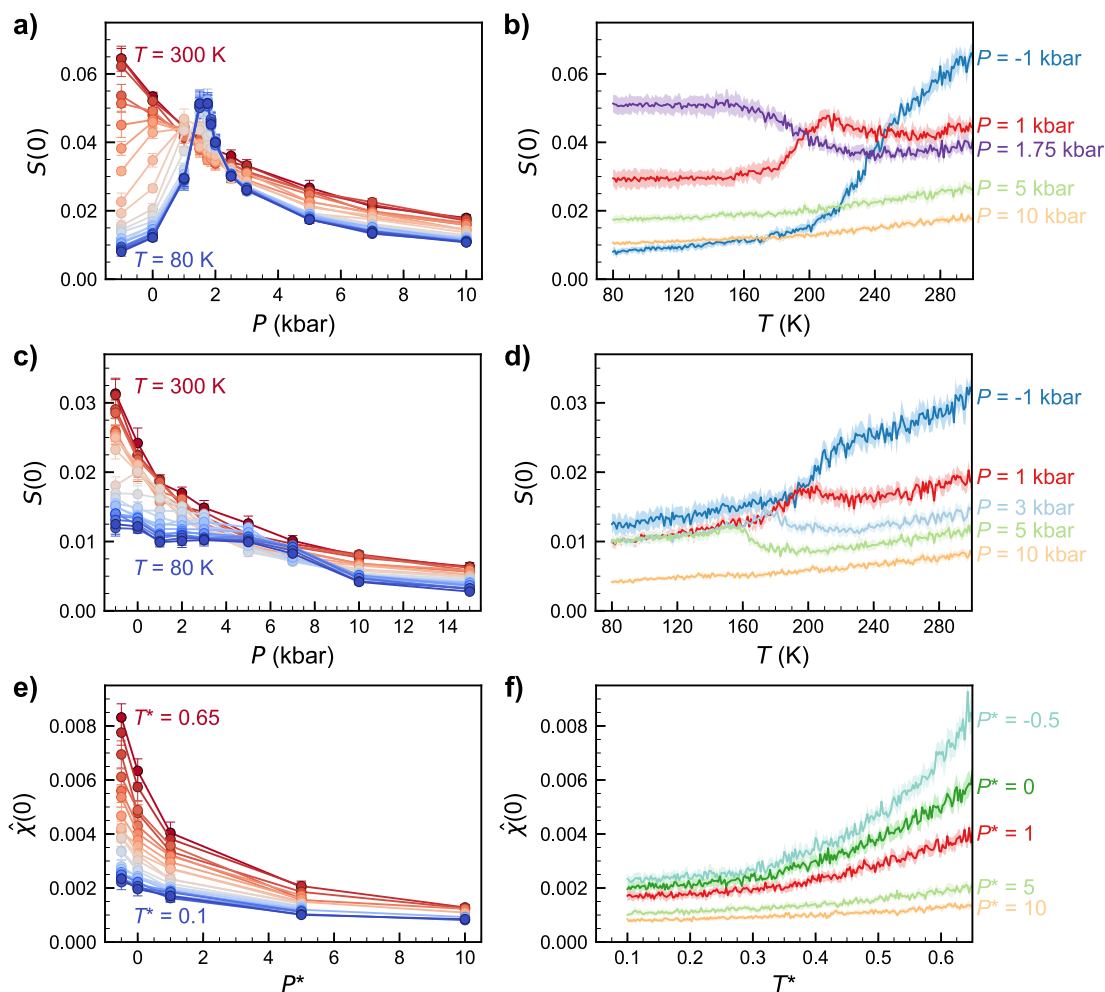 a)
T = 300 K
T = 80 K
S(0)
0.06
0.04
0.02
0.00
0 2 4 6 8 10
P (kbar)
b)
P = -1 kbar
P = 1 kbar
P = 1.75 kbar
P = 5 kbar
P = 10 kbar
S(0)
0.06
0.04
0.02
0.00
80 120 160 200 240 280
T (K)
c)
T = 300 K
T = 80 K
S(0)
0.03
0.02
0.01
0.00
0 2 4 6 8 10 12 14
P (kbar)
d)
P = -1 kbar
P = 1 kbar
P = 3 kbar
P = 5 kbar
P = 10 kbar
S(0)
0.03
0.02
0.01
0.00
80 120 160 200 240 280
T (K)
e)
T* = 0.65
T* = 0.1
χ̂(0)
0.008
0.006
0.004
0.002
0.000
0 2 4 6 8 10
P*
f)
P* = -0.5
P* = 0
P* = 1
P* = 5
P* = 10
χ̂(0)
0.008
0.006
0.004
0.002
0.000
0.1 0.2 0.3 0.4 0.5 0.6
T*